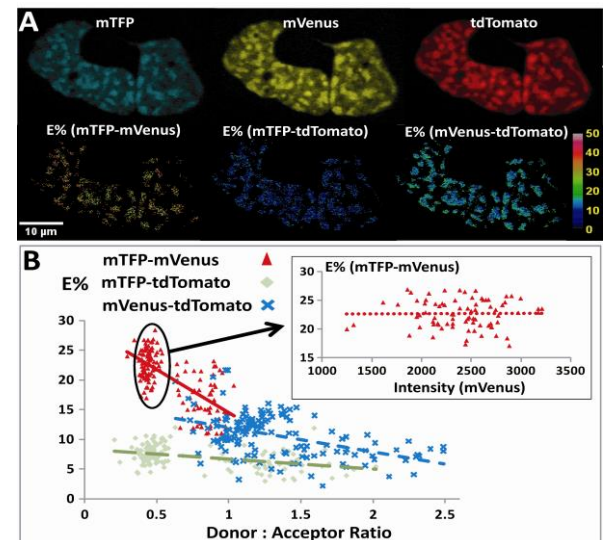 A
mTFP
mVenus
tdTomato
E% (mTFP-mVenus)
E% (mTFP-tdTomato)
E% (mVenus-tdTomato)
50
40
30
20
10
0
10 µm
B
mTFP-mVenus
E% mTFP-tdTomato
mVenus-tdTomato
30
25
20
15
10
5
0
0 0.5 1 1.5 2 2.5
Donor : Acceptor Ratio
E% (mTFP-mVenus)
30
25
20
15
1000 1500 2000 2500 3000 3500
Intensity (mVenus)